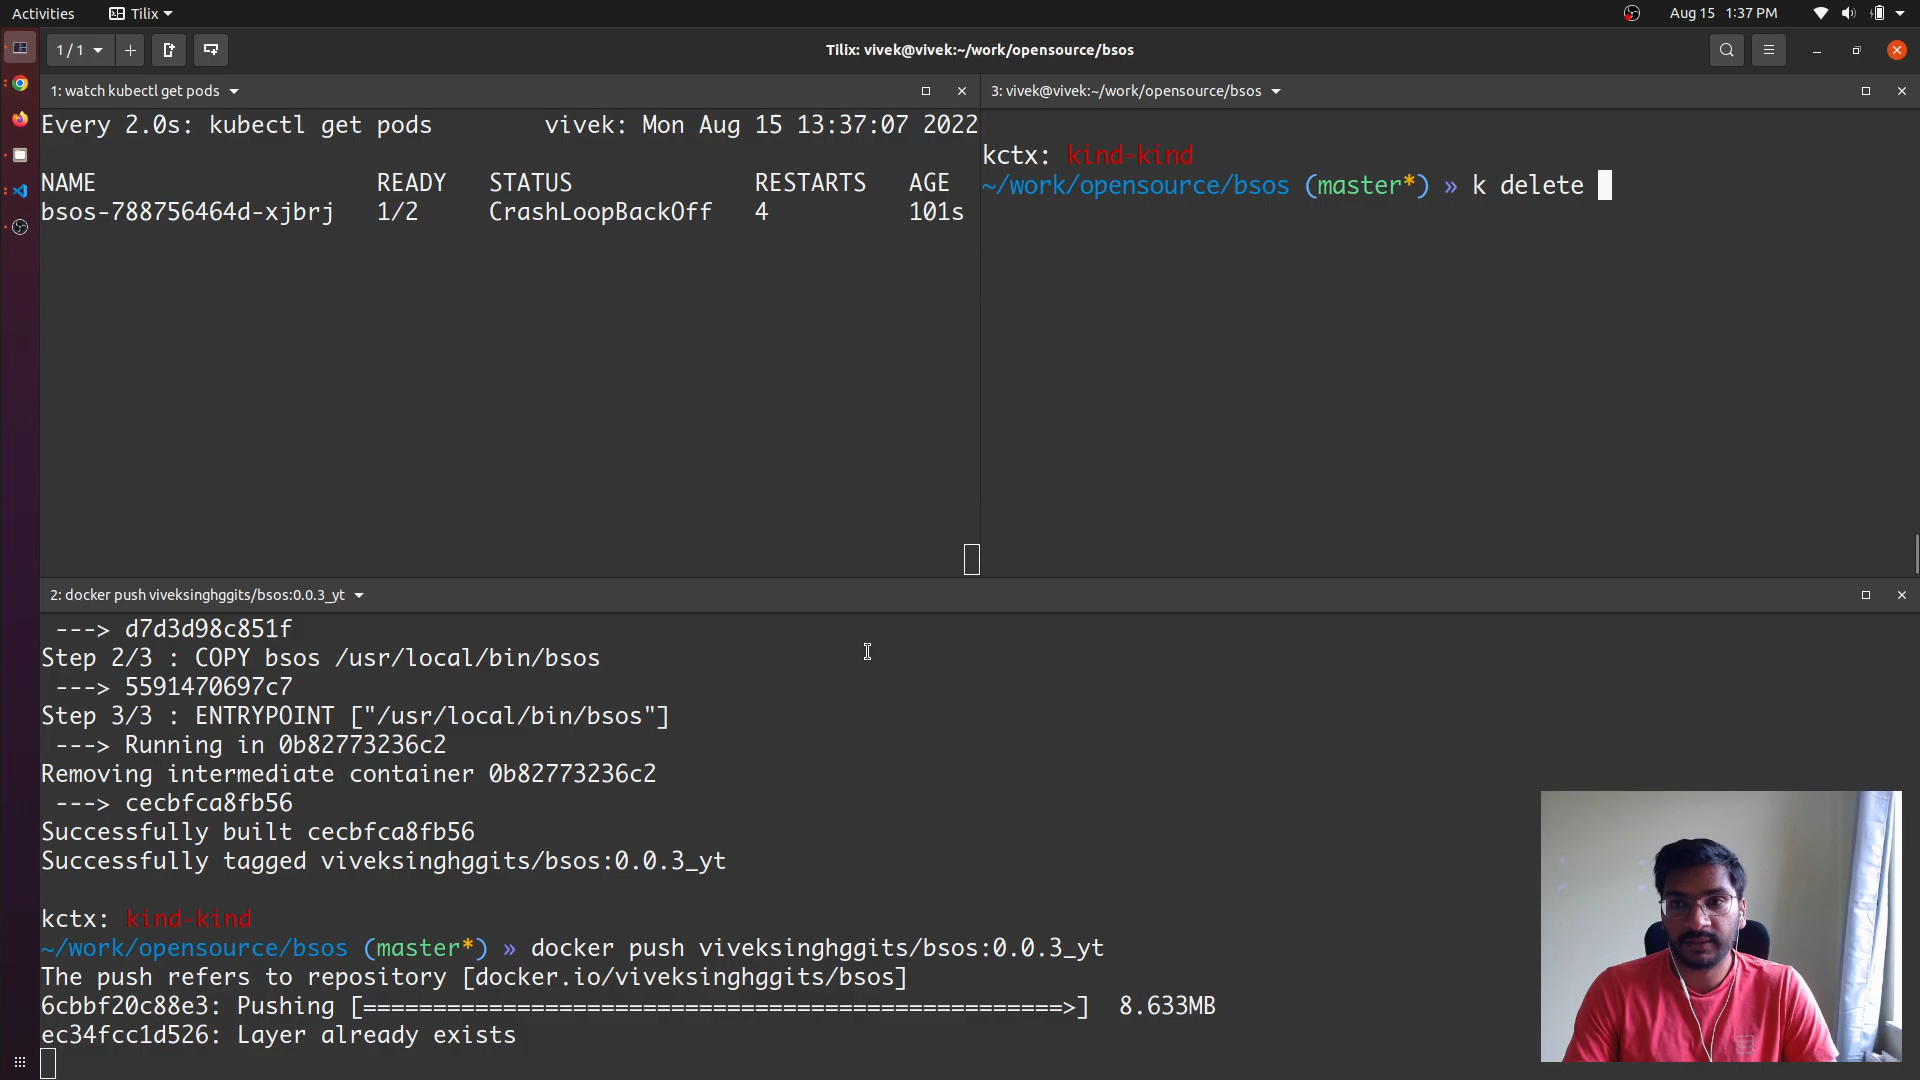 Activities
Tilix
Aug 15 1:37 PM
1 / 1
Tilix: vivek@vivek:~/work/opensource/bsos
1: watch kubectl get pods
Every 2.0s: kubectl get pods vivek: Mon Aug 15 13:37:07 2022
NAME READY STATUS RESTARTS AGE
bsos-788756464d-xjbrj 1/2 CrashLoopBackOff 4 101s
3: vivek@vivek:~/work/opensource/bsos
kctx: kind-kind
~/work/opensource/bsos (master*) » k delete
2: docker push viveksinghggits/bsos:0.0.3_yt
---> d7d3d98c851f
Step 2/3 : COPY bsos /usr/local/bin/bsos
---> 5591470697c7
Step 3/3 : ENTRYPOINT ["/usr/local/bin/bsos"]
---> Running in 0b82773236c2
Removing intermediate container 0b82773236c2
---> cecbfca8fb56
Successfully built cecbfca8fb56
Successfully tagged viveksinghggits/bsos:0.0.3_yt
kctx: kind-kind
~/work/opensource/bsos (master*) » docker push viveksinghggits/bsos:0.0.3_yt
The push refers to repository [docker.io/viveksinghggits/bsos]
6cbbf20c88e3: Pushing [==================================================>] 8.633MB
ec34fcc1d526: Layer already exists